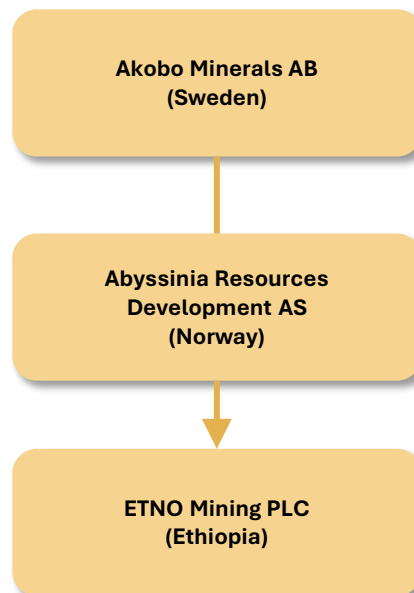 Akobo Minerals AB
(Sweden)
Abyssinia Resources
Development AS
(Norway)
ETNO Mining PLC
(Ethiopia)